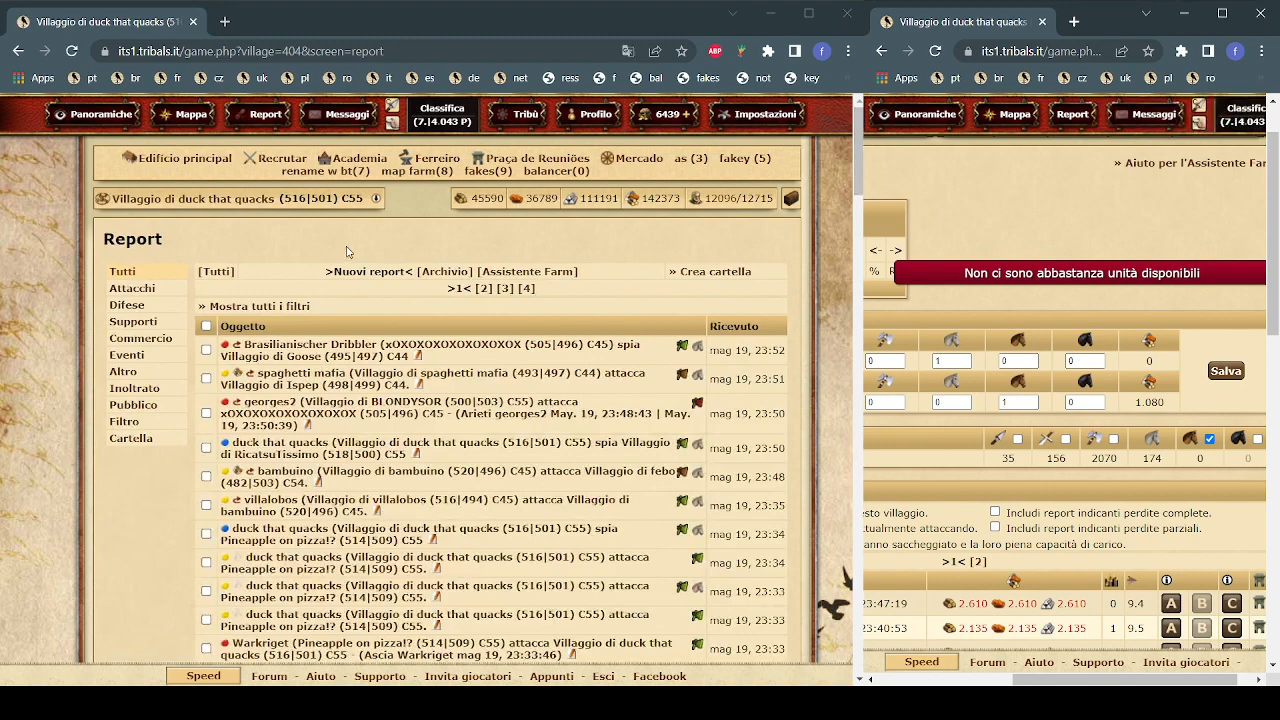 Villaggio di duck that quacks (51
its1.tribals.it/game.php?village=404&screen=report
Apps pt br fr cz uk pl ro it es de net ress f bal fakes not key
Panoramiche Mappa Report Messaggi Classifica Tribù Profilo 6439 + Impostazioni
(7.|4.043 P)
Edificio principal Recrutar Academia Ferreiro Praça de Reuniões Mercado as (3) fakey (5)
rename w bt(7) map farm(8) fakes(9) balancer(0)
Villaggio di duck that quacks (516|501) C55 45590 36789 111191 142373 12096/12715
Report
Tutti
Attacchi
Difese
Supporti
Commercio
Eventi
Altro
Inoltrato
Pubblico
Filtro
Cartella
[Tutti] >Nuovi report< [Archivio] [Assistente Farm] » Crea cartella
>1< [2] [3] [4]
» Mostra tutti i filtri
Oggetto Ricevuto
Brasilianischer Dribbler (xOXOXOXOXOXOXOXOX (505|496) C45) spia
Villaggio di Goose (495|497) C44 mag 19, 23:52
spaghetti mafia (Villaggio di spaghetti mafia (493|497) C44) attacca
Villaggio di Ispep (498|499) C44. mag 19, 23:51
georges2 (Villaggio di BLONDYSOR (500|503) C55) attacca
xOXOXOXOXOXOXOXOX (505|496) C45 - (Arieti georges2 May. 19, 23:48:43 | May.
19, 23:50:39) mag 19, 23:50
duck that quacks (Villaggio di duck that quacks (516|501) C55) spia Villaggio
di RicatsuTissimo (518|500) C55 mag 19, 23:50
bambuino (Villaggio di bambuino (520|496) C45) attacca Villaggio di febo
(482|503) C54. mag 19, 23:48
villalobos (Villaggio di villalobos (516|494) C45) attacca Villaggio di
bambuino (520|496) C45. mag 19, 23:35
duck that quacks (Villaggio di duck that quacks (516|501) C55) spia
Pineapple on pizza!? (514|509) C55 mag 19, 23:34
duck that quacks (Villaggio di duck that quacks (516|501) C55) attacca
Pineapple on pizza!? (514|509) C55. mag 19, 23:34
duck that quacks (Villaggio di duck that quacks (516|501) C55) attacca
Pineapple on pizza!? (514|509) C55. mag 19, 23:33
duck that quacks (Villaggio di duck that quacks (516|501) C55) attacca
Pineapple on pizza!? (514|509) C55. mag 19, 23:33
Warkriget (Pineapple on pizza!? (514|509) C55) attacca Villaggio di duck that
quacks (516|501) C55 - (Ascia Warkriget mag 19, 23:33:46) mag 19, 23:33
Speed Forum - Aiuto - Supporto - Invita giocatori - Appunti - Esci - Facebook
Villaggio di duck that quacks
its1.tribals.it/game.ph...
Apps pt br fr cz uk pl ro
Panoramiche Mappa Report Messaggi Classific
(7.|4.043
» Aiuto per l'Assistente Far
<- ->
% R
Non ci sono abbastanza unità disponibili
0 1 0 0 0
Salva
0 0 1 0 1.080
35 156 2070 174 0 0
esto villaggio. Includi report indicanti perdite complete.
ctualmente attaccando. Includi report indicanti perdite parziali.
anno saccheggiato e la loro piena capacità di carico.
>1< [2]
23:47:19 2.610 2.610 2.610 0 9.4 A B C
23:40:53 2.135 2.135 2.135 1 9.5 A B C
Speed Forum - Aiuto - Supporto - Invita giocatori -